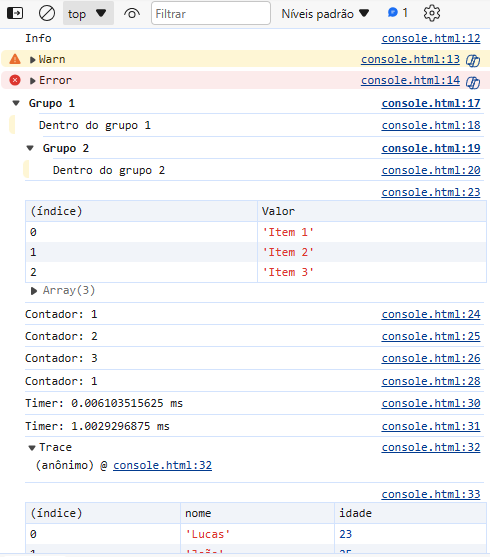 top Filtrar Níveis padrão 1
Info console.html:12
Warn console.html:13
Error console.html:14
Grupo 1 console.html:17
Dentro do grupo 1 console.html:18
Grupo 2 console.html:19
Dentro do grupo 2 console.html:20
console.html:23
(índice) Valor
0 'Item 1'
1 'Item 2'
2 'Item 3'
Array(3)
Contador: 1 console.html:24
Contador: 2 console.html:25
Contador: 3 console.html:26
Contador: 1 console.html:28
Timer: 0.006103515625 ms console.html:30
Timer: 1.0029296875 ms console.html:31
Trace console.html:32
(anônimo) @ console.html:32
console.html:33
(índice) nome idade
0 'Lucas' 23